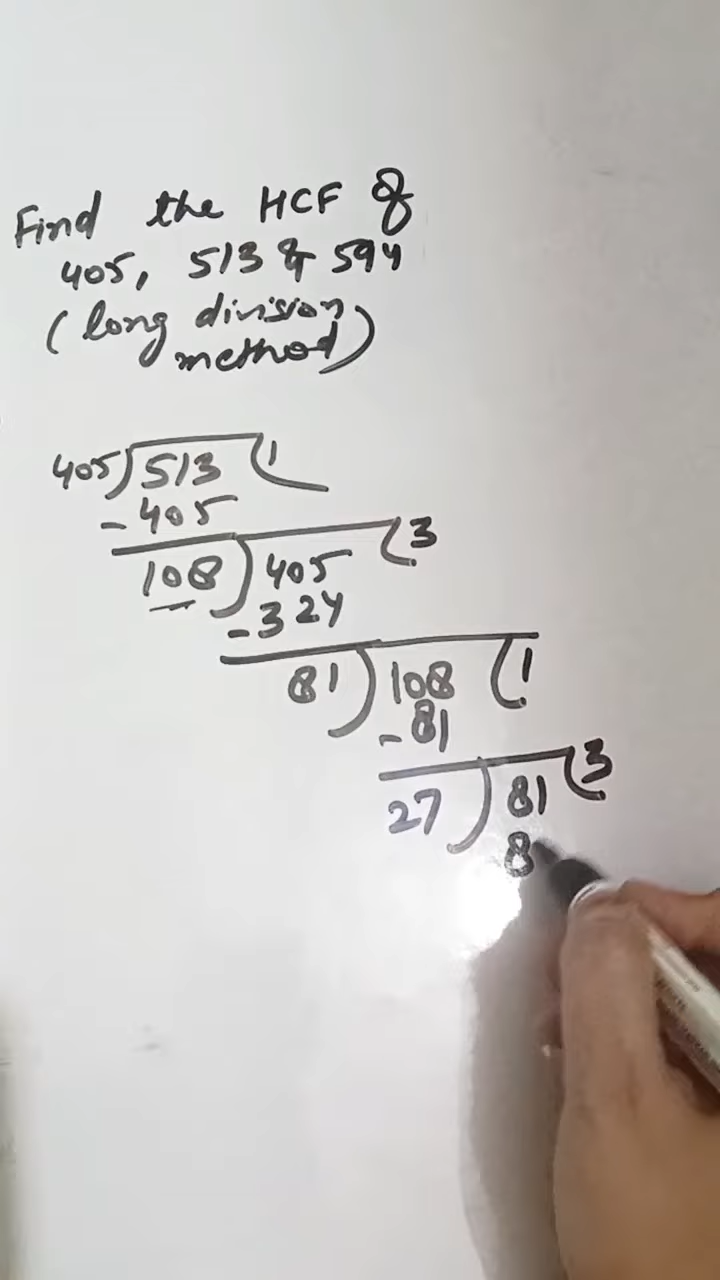 Find the HCF of
405, 513 & 594
(long division
method)
405) 513 (1
- 405
108) 405 (3
- 324
81) 108 (1
- 81
27) 81 (3
8